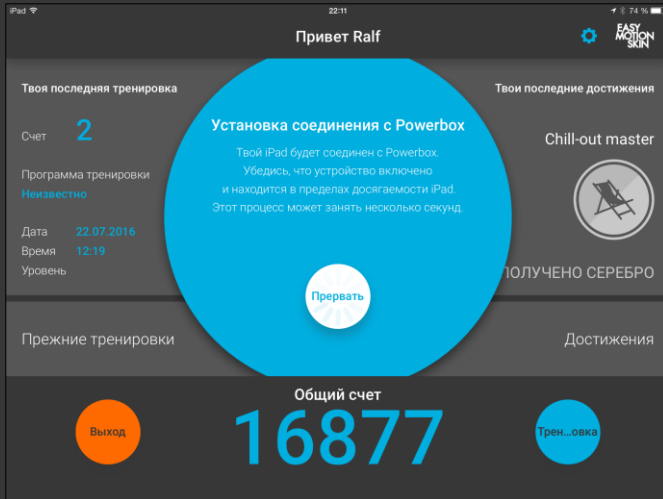 iPad 22:11 74 %
Привет Ralf
EASY
MOTION
SKIN
Твоя последняя тренировка
Счет 2
Программа тренировки
Неизвестно
Дата 22.07.2016
Время 12:19
Уровень
Установка соединения с Powerbox
Твой iPad будет соединен с Powerbox.
Убедись, что устройство включено
и находится в пределах досягаемости iPad.
Этот процесс может занять несколько секунд.
Прервать
Твои последние достижения
Chill-out master
ПОЛУЧЕНО СЕРЕБРО
Прежние тренировки
Достижения
Выход
Общий счет
16877
Трен...овка